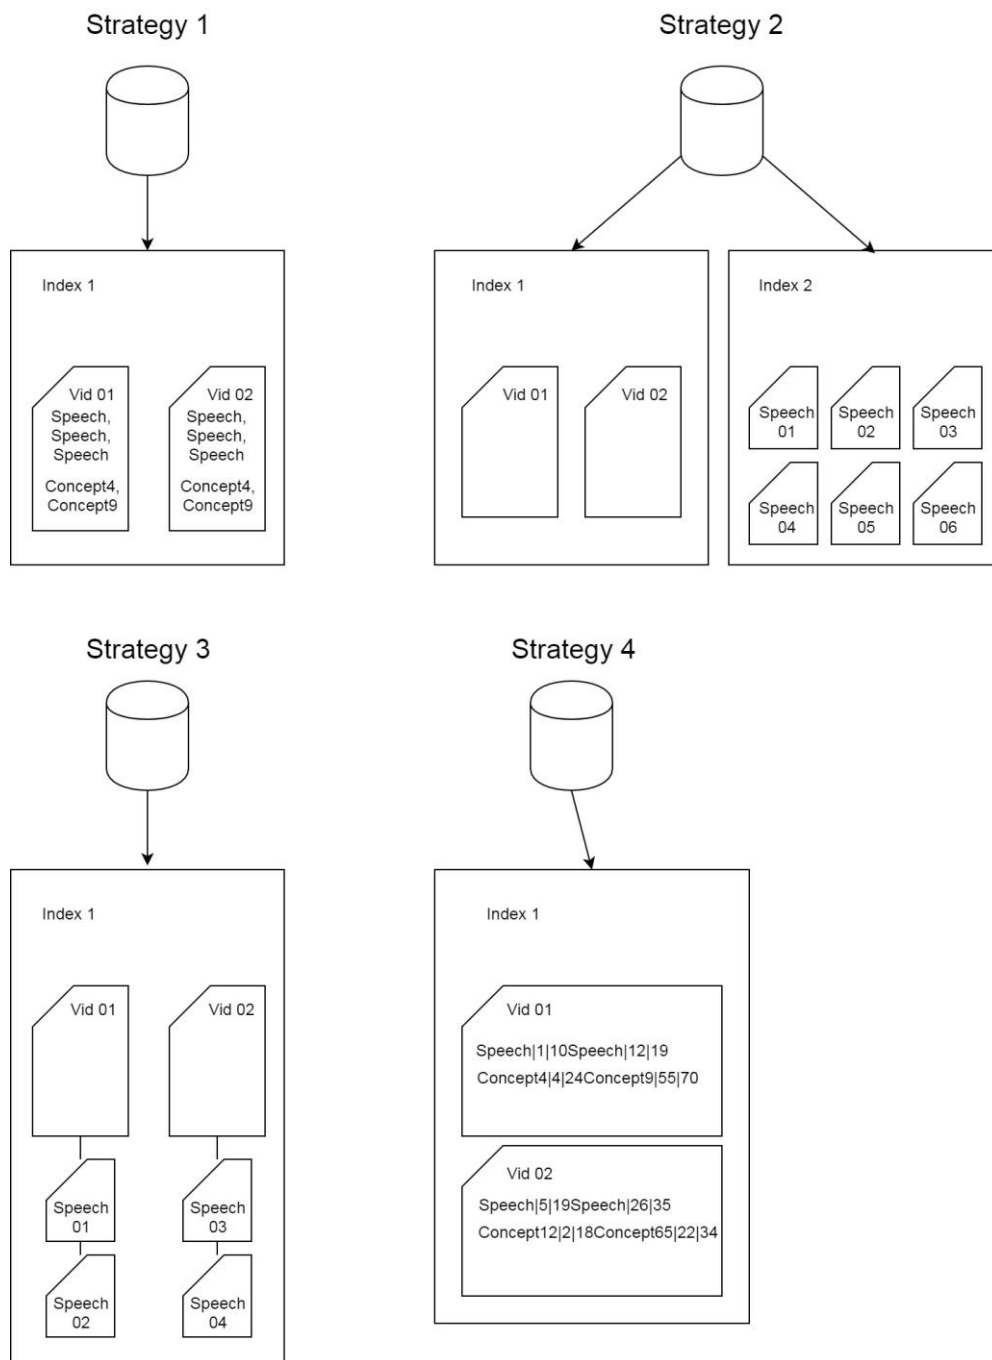 Strategy 1
Index 1
Vid 01
Speech,
Speech,
Speech
Concept4,
Concept9
Vid 02
Speech,
Speech,
Speech
Concept4,
Concept9
Strategy 2
Index 1
Vid 01
Vid 02
Index 2
Speech
01
Speech
02
Speech
03
Speech
04
Speech
05
Speech
06
Strategy 3
Index 1
Vid 01
Vid 02
Speech
01
Speech
03
Speech
02
Speech
04
Strategy 4
Index 1
Vid 01
Speech|1|10Speech|12|19
Concept4|4|24Concept9|55|70
Vid 02
Speech|5|19Speech|26|35
Concept12|2|18Concept65|22|34